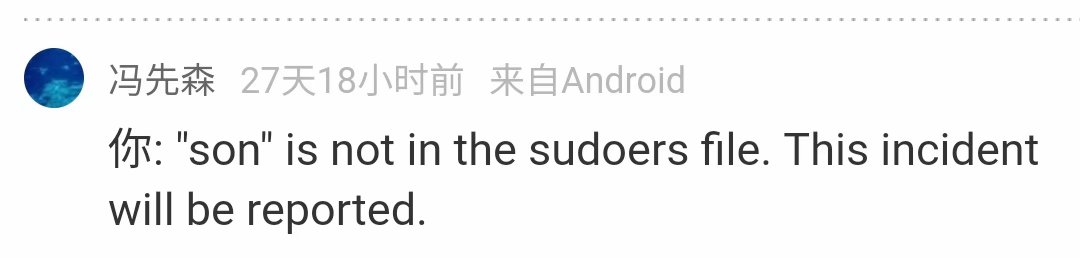 冯先森 27天18小时前 来自Android
你: "son" is not in the sudoers file. This incident
will be reported.